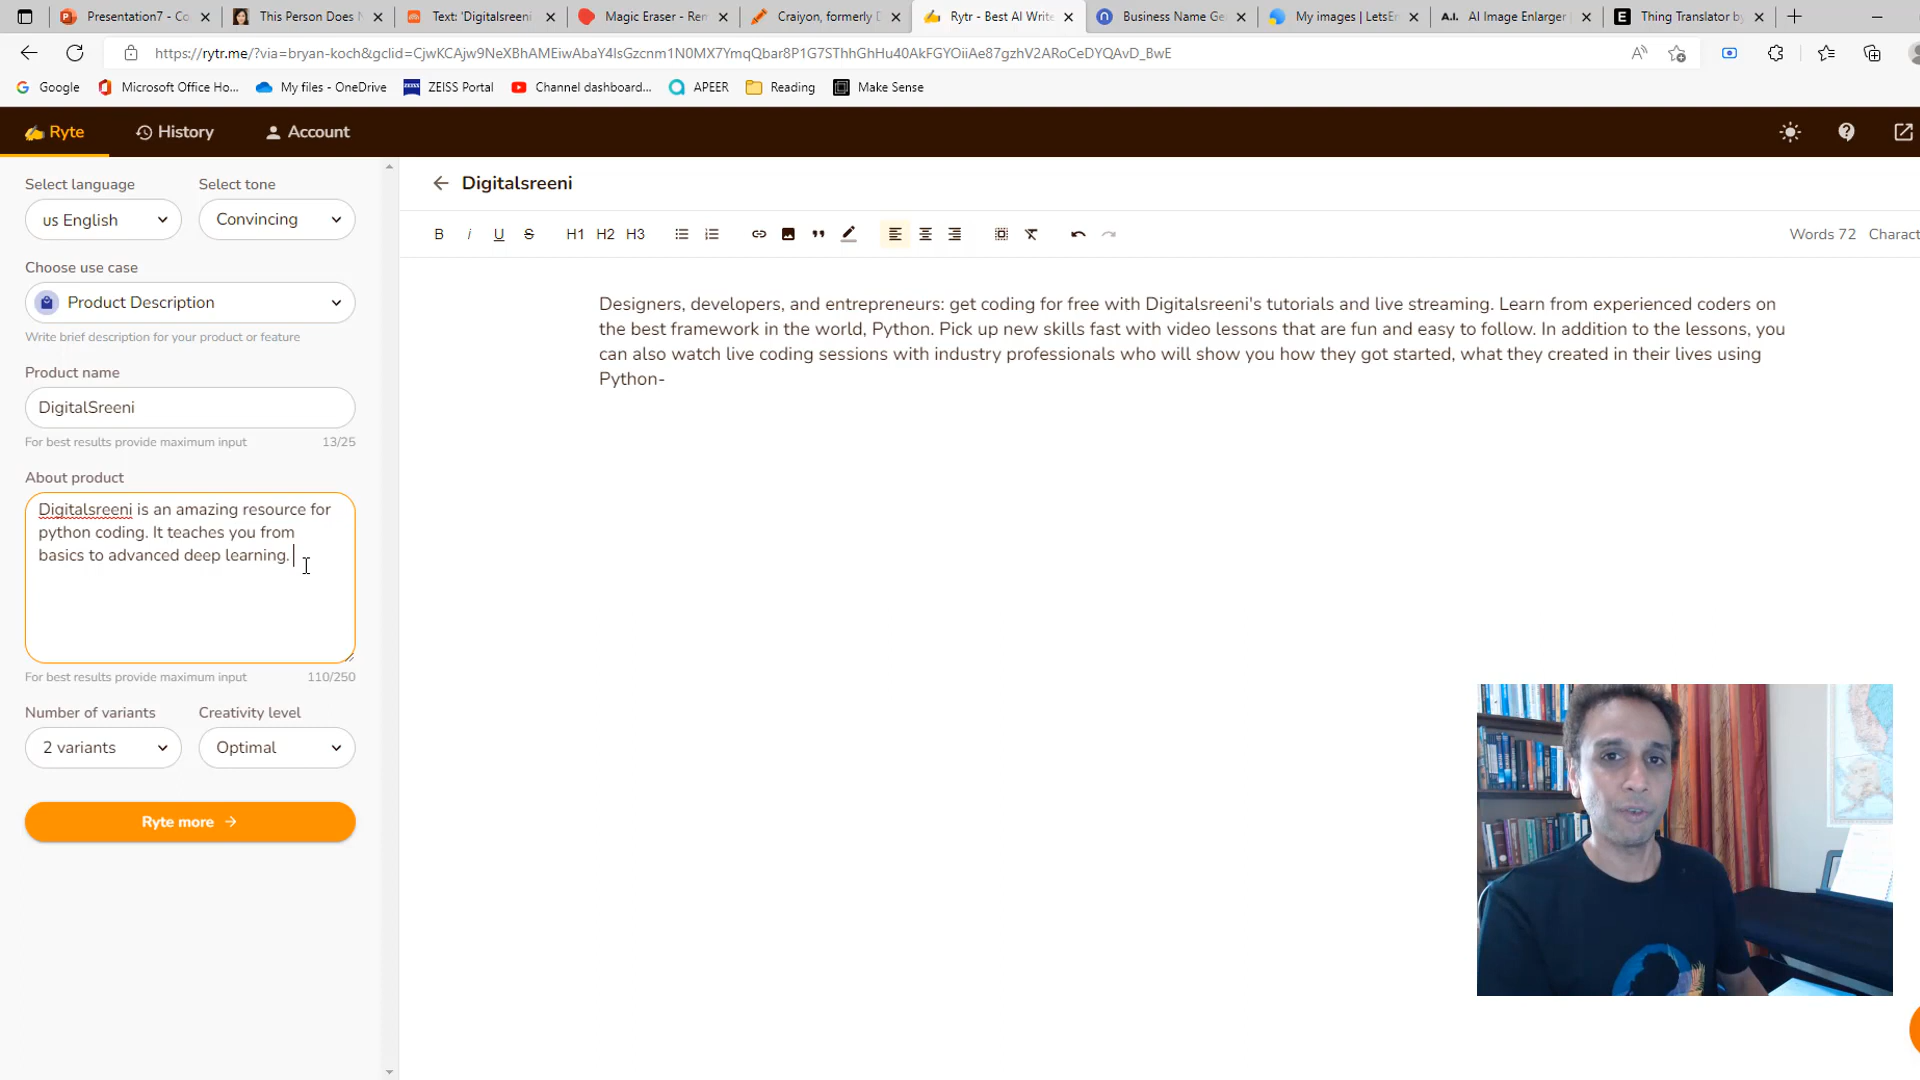 Presentation7 - Co
This Person Does N
Text: 'Digitalsreeni
Magic Eraser - Rem
Craiyon, formerly D
Rytr - Best AI Write
Business Name Ge
My images | LetsEn
A.I. AI Image Enlarger |
Thing Translator by
https://rytr.me/?via=bryan-koch&gclid=CjwKCAjw9NeXBhAMEiwAbaY4lsGzcnm1N0MX7YmqQbar8P1G7SThhGhHu40AkFGYOiiAe87gzhV2ARoCeDYQAvD_BwE
Google
Microsoft Office Ho...
My files - OneDrive
ZEISS Portal
Channel dashboard...
APEER
Reading
Make Sense
Ryte
History
Account
Select language
Select tone
us English
Convincing
Choose use case
Product Description
Write brief description for your product or feature
Product name
DigitalSreeni
For best results provide maximum input 13/25
About product
Digitalsreeni is an amazing resource for
python coding. It teaches you from
basics to advanced deep learning.
For best results provide maximum input 110/250
Number of variants
Creativity level
2 variants
Optimal
Ryte more
Digitalsreeni
B i U S H1 H2 H3
Words 72 Charact
Designers, developers, and entrepreneurs: get coding for free with Digitalsreeni's tutorials and live streaming. Learn from experienced coders on
the best framework in the world, Python. Pick up new skills fast with video lessons that are fun and easy to follow. In addition to the lessons, you
can also watch live coding sessions with industry professionals who will show you how they got started, what they created in their lives using
Python-